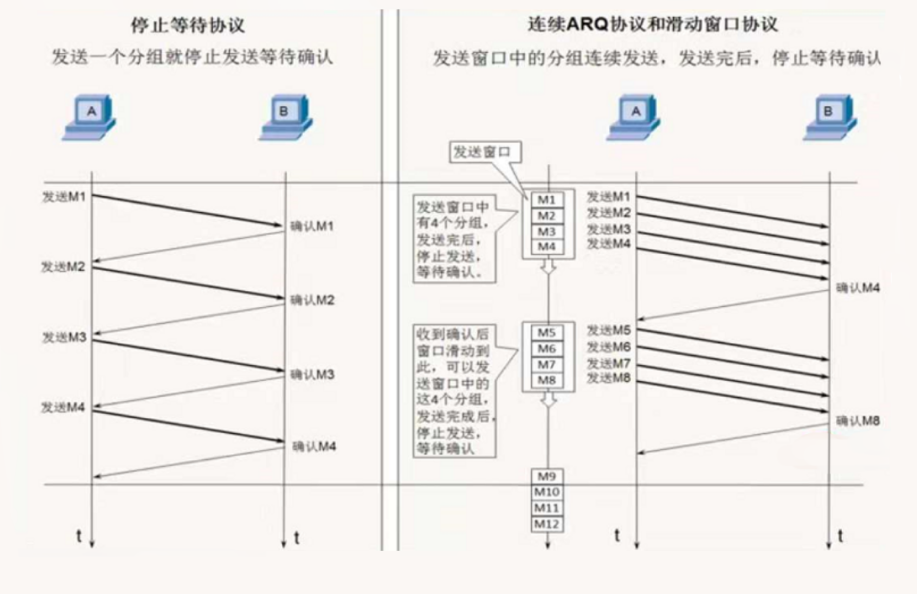 停止等待协议
发送一个分组就停止发送等待确认
A
B
发送M1
确认M1
发送M2
确认M2
发送M3
确认M3
发送M4
确认M4
t
t
连续ARQ协议和滑动窗口协议
发送窗口中的分组连续发送，发送完后，停止等待确认
A
B
发送窗口
发送窗口中
有4个分组，
发送完后，
停止发送，
等待确认。
M1
M2
M3
M4
发送M1
发送M2
发送M3
发送M4
确认M4
收到确认后
窗口滑动到
此，可以发
送窗口中的
这4个分组，
发送完成后，
停止发送，
等待确认
M5
M6
M7
M8
发送M5
发送M6
发送M7
发送M8
确认M8
M9
M10
M11
M12
t
t